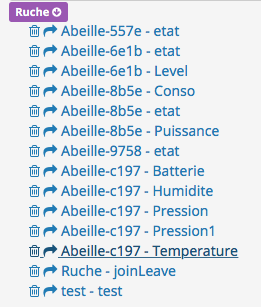 Ruche
Abeille-557e - etat
Abeille-6e1b - etat
Abeille-6e1b - Level
Abeille-8b5e - Conso
Abeille-8b5e - etat
Abeille-8b5e - Puissance
Abeille-9758 - etat
Abeille-c197 - Batterie
Abeille-c197 - Humidite
Abeille-c197 - Pression
Abeille-c197 - Pression1
Abeille-c197 - Temperature
Ruche - joinLeave
test - test